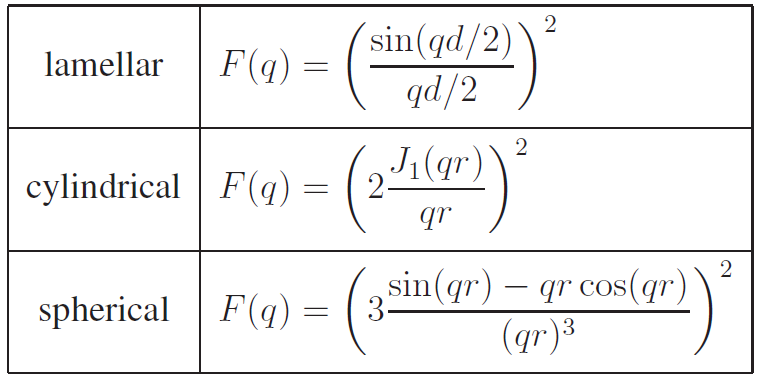 lamellar F(q) = (sin(qd/2) / qd/2)^2
cylindrical F(q) = (2 J_1(qr) / qr)^2
spherical F(q) = (3 sin(qr) − qr cos(qr) / (qr)^3)^2